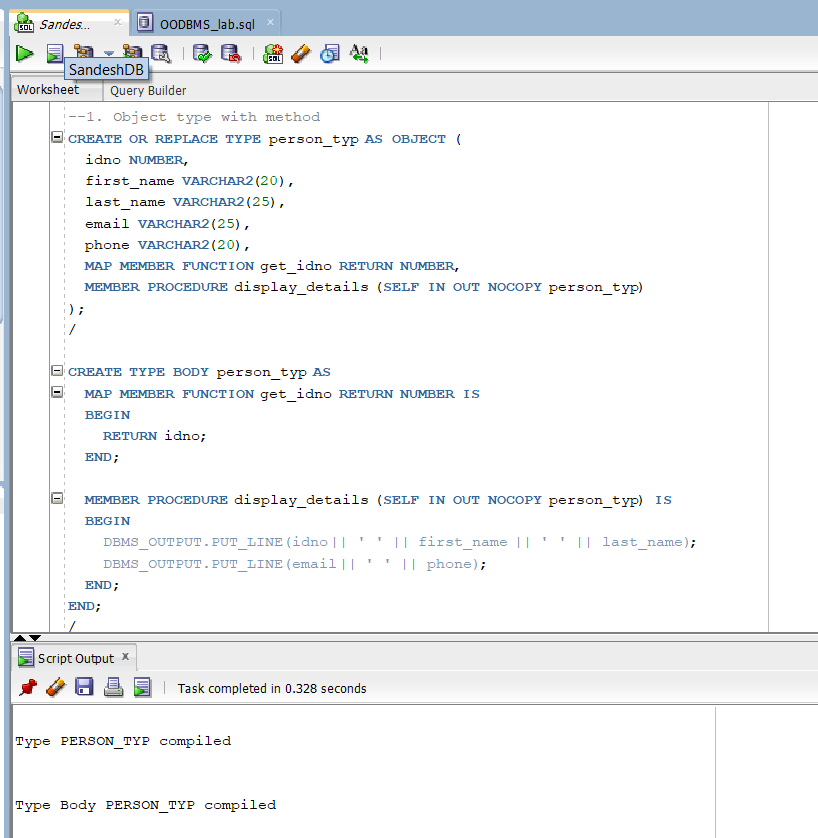 Sandes...
OODBMS_lab.sql
SandeshDB
Worksheet
Query Builder
--1. Object type with method
CREATE OR REPLACE TYPE person_typ AS OBJECT (
  idno NUMBER,
  first_name VARCHAR2(20),
  last_name VARCHAR2(25),
  email VARCHAR2(25),
  phone VARCHAR2(20),
  MAP MEMBER FUNCTION get_idno RETURN NUMBER,
  MEMBER PROCEDURE display_details (SELF IN OUT NOCOPY person_typ)
);
/
CREATE TYPE BODY person_typ AS
  MAP MEMBER FUNCTION get_idno RETURN NUMBER IS
  BEGIN
    RETURN idno;
  END;
  MEMBER PROCEDURE display_details (SELF IN OUT NOCOPY person_typ) IS
  BEGIN
    DBMS_OUTPUT.PUT_LINE(idno|| ' ' || first_name || ' ' || last_name);
    DBMS_OUTPUT.PUT_LINE(email|| ' ' || phone);
  END;
END;
/
Script Output
Task completed in 0.328 seconds
Type PERSON_TYP compiled
Type Body PERSON_TYP compiled